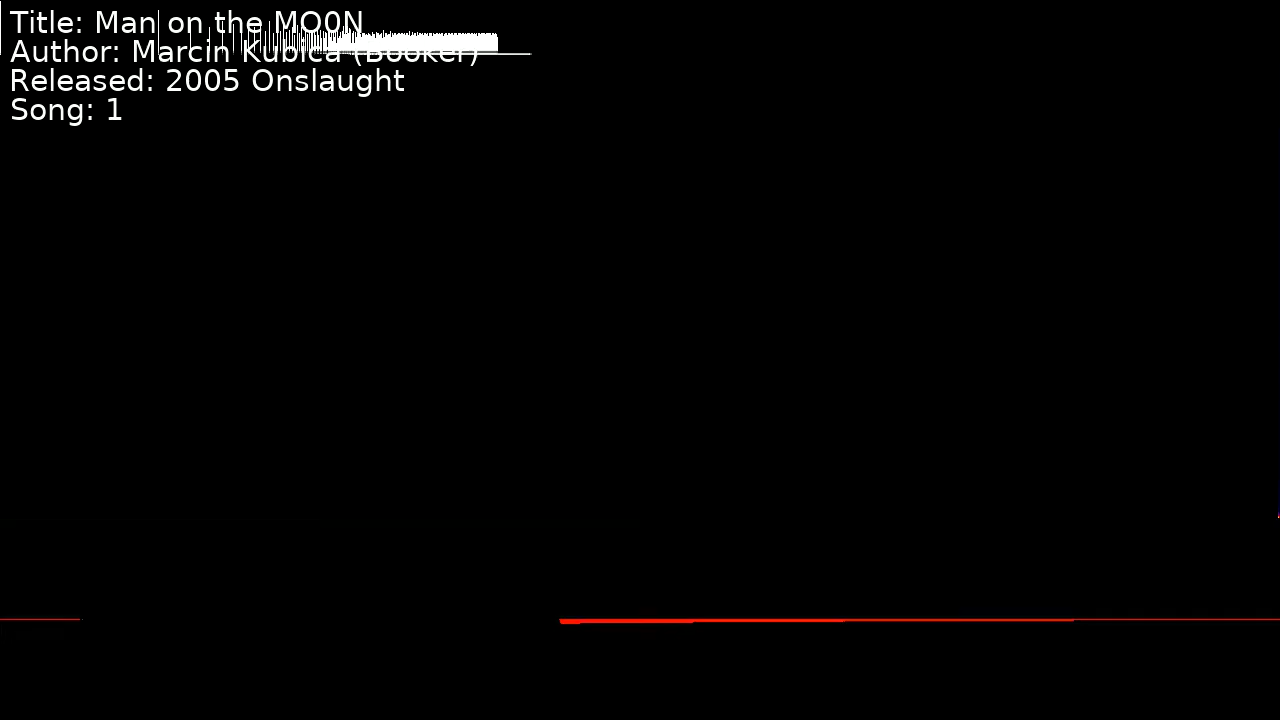 Title: Man on the MO0N
Author: Marcin Kubica (Booker)
Released: 2005 Onslaught
Song: 1